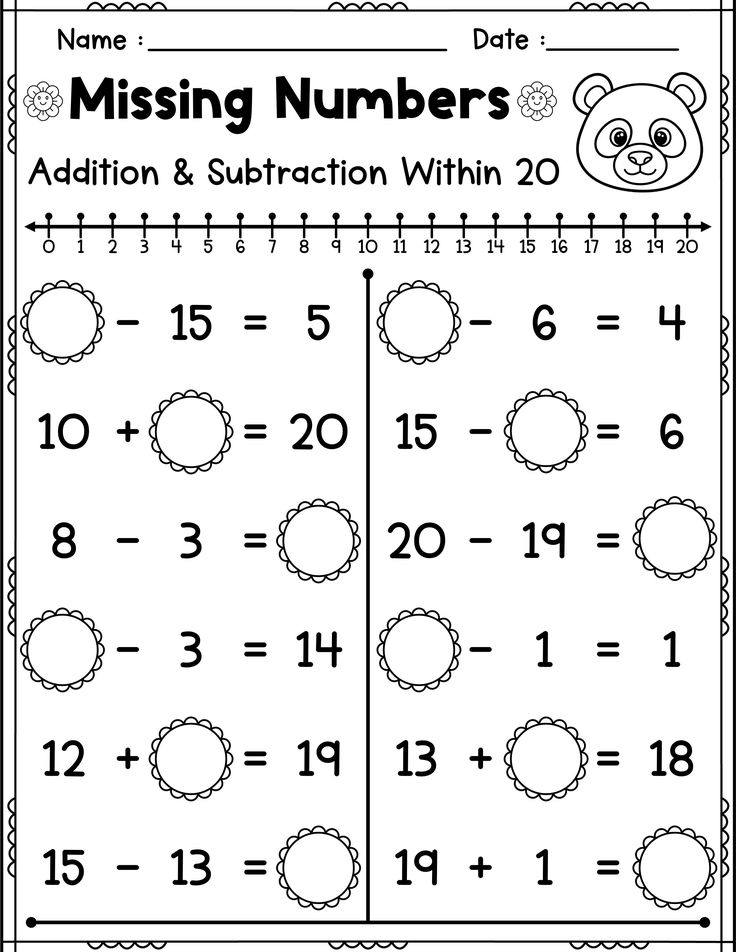 Name : Date :
Missing Numbers
Addition & Subtraction Within 20
0 1 2 3 4 5 6 7 8 9 10 11 12 13 14 15 16 17 18 19 20
- 15 = 5
10 + = 20
8 - 3 =
- 3 = 14
12 + = 19
15 - 13 =
- 6 = 4
15 - = 6
20 - 19 =
- 1 = 1
13 + = 18
19 + 1 =